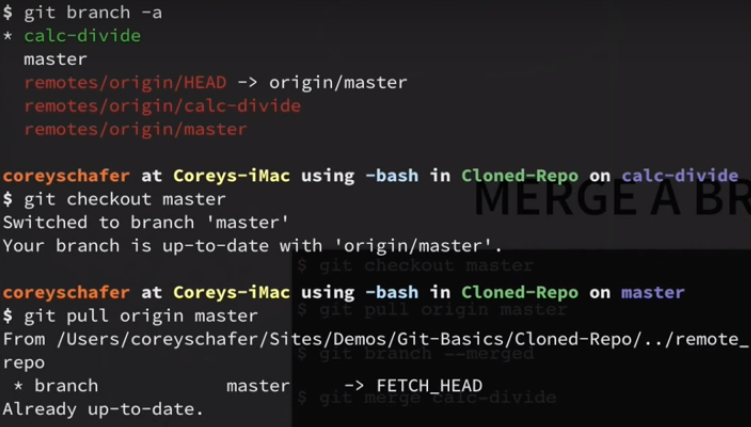 $ git branch -a
* calc-divide
  master
  remotes/origin/HEAD -> origin/master
  remotes/origin/calc-divide
  remotes/origin/master
coreyschafer at Coreys-iMac using -bash in Cloned-Repo on calc-divide
$ git checkout master
MERGE A BR
Switched to branch 'master'
Your branch is up-to-date with 'origin/master'.
$ git checkout master
coreyschafer at Coreys-iMac using -bash in Cloned-Repo on master
$ git pull origin master
$ git pull origin master
From /Users/coreyschafer/Sites/Demos/Git-Basics/Cloned-Repo/../remote_
repo
$ git branch --merged
 * branch            master     -> FETCH_HEAD
$ git merge calc-divide
Already up-to-date.